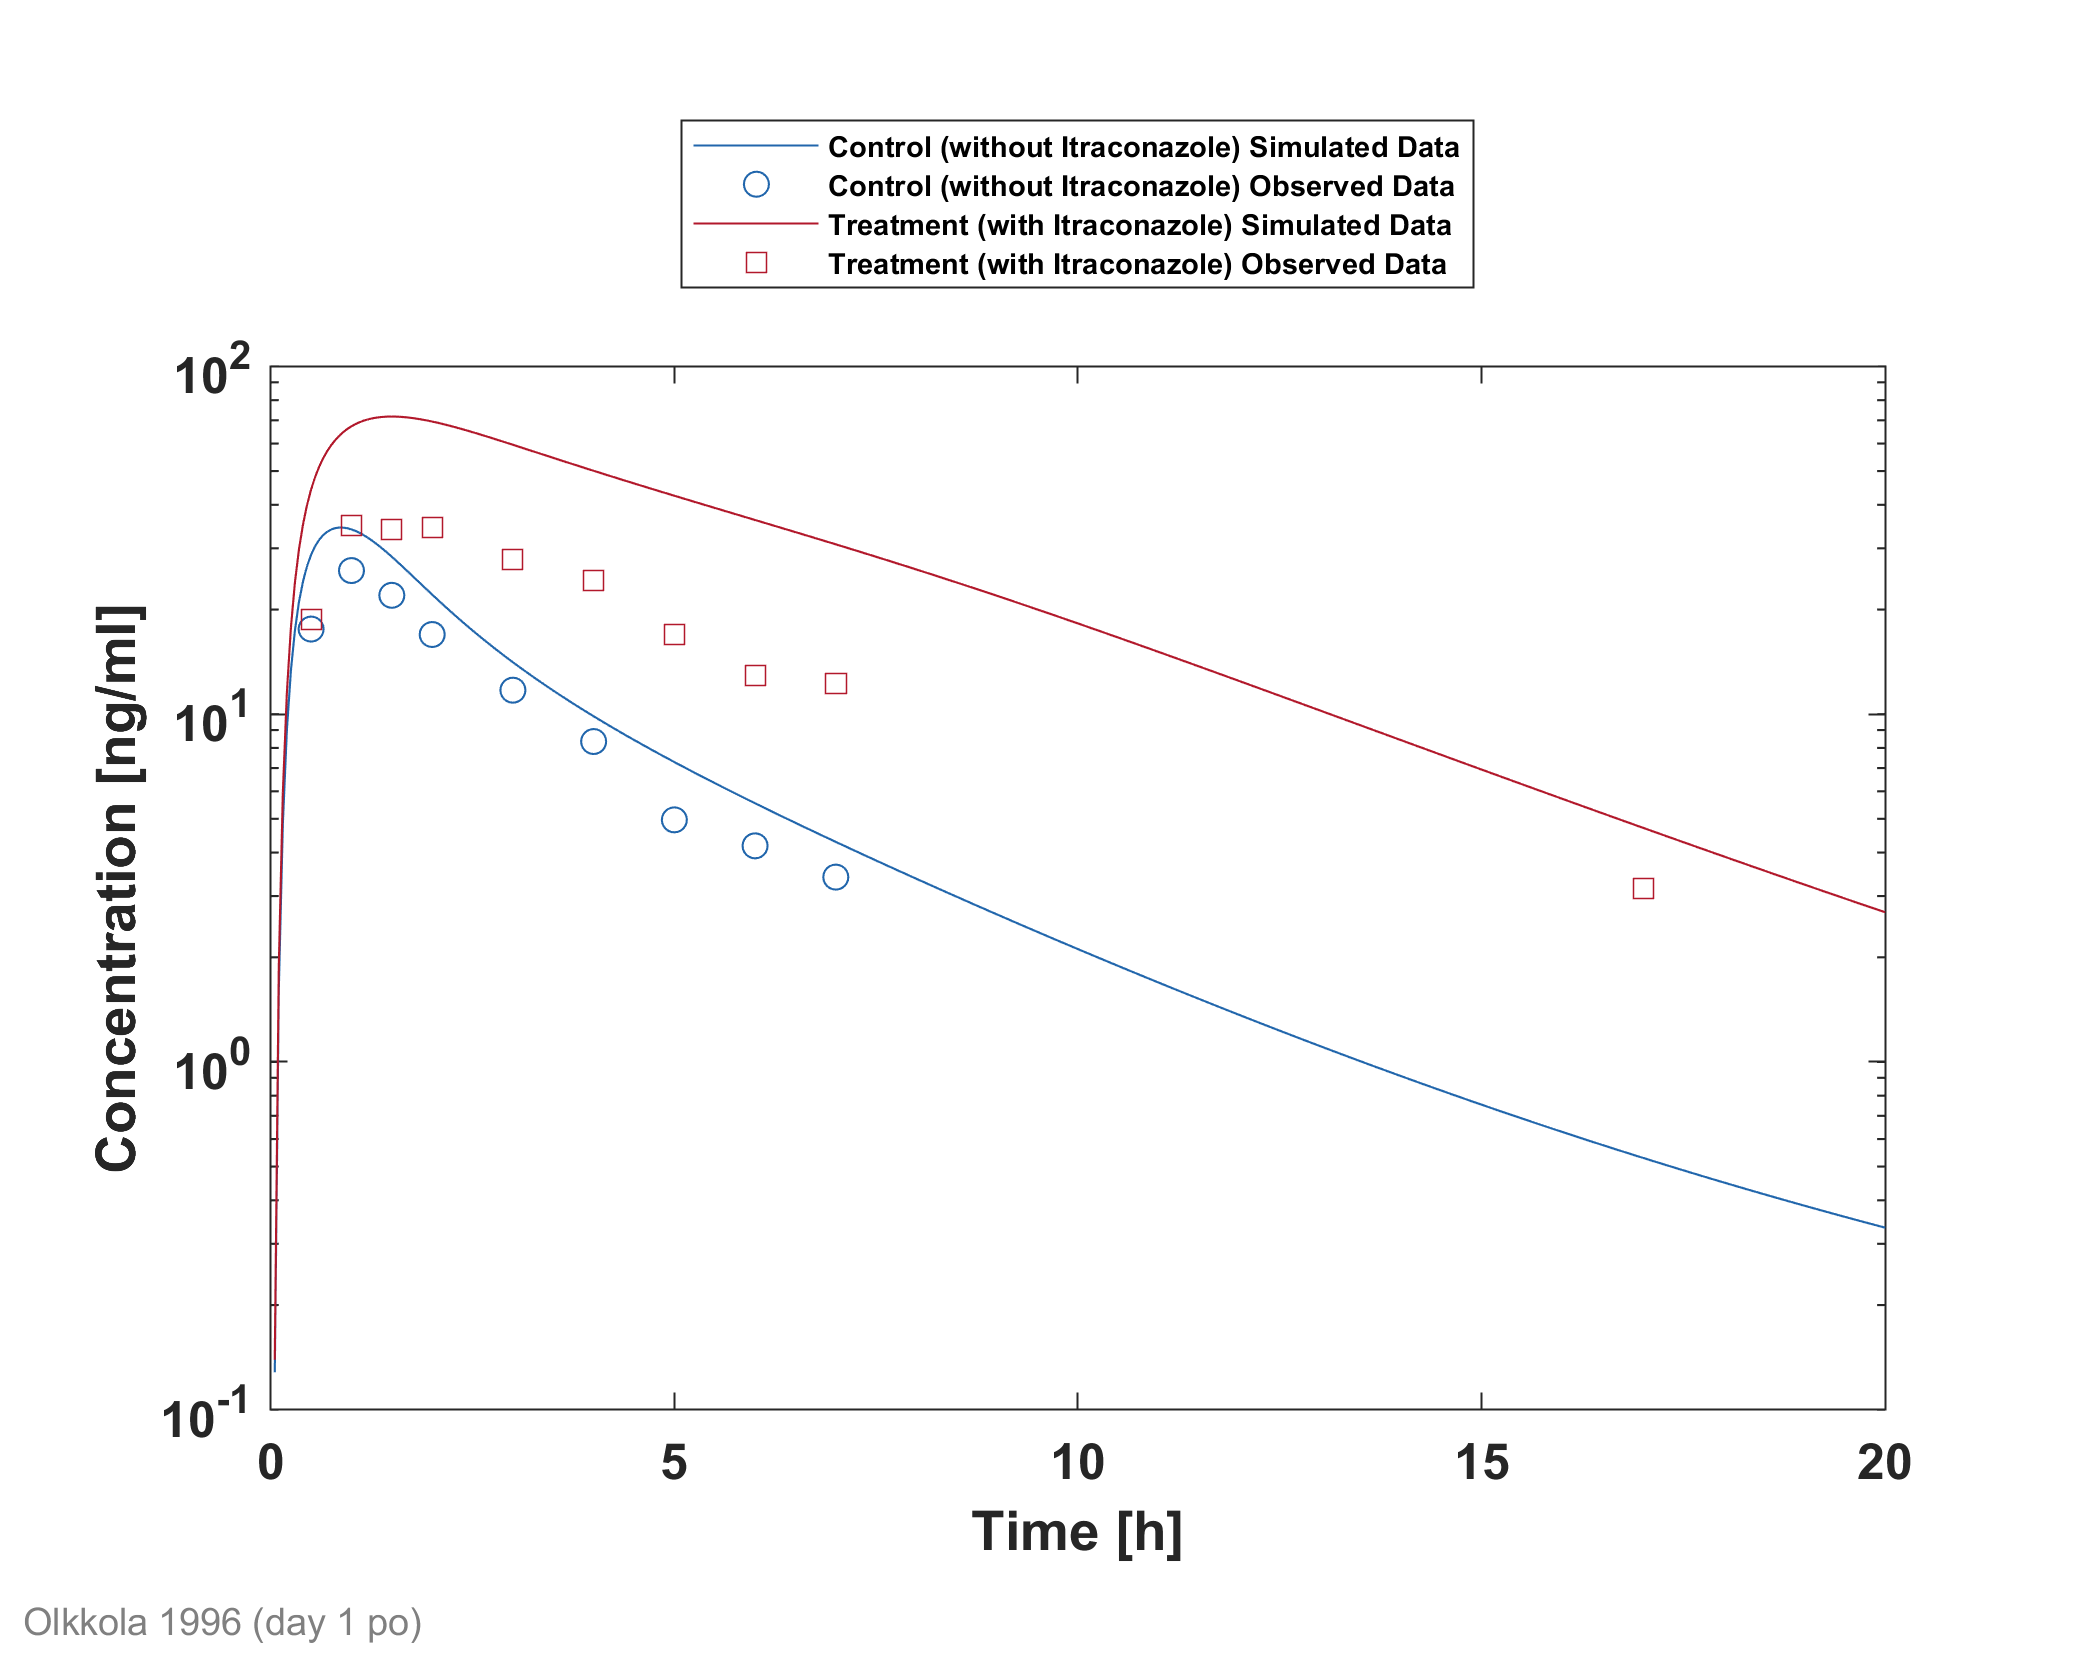 Control (without Itraconazole) Simulated Data
Control (without Itraconazole) Observed Data
Treatment (with Itraconazole) Simulated Data
Treatment (with Itraconazole) Observed Data
10²
10¹
10⁰
10⁻¹
Concentration [ng/ml]
0 5 10 15 20
Time [h]
Olkkola 1996 (day 1 po)